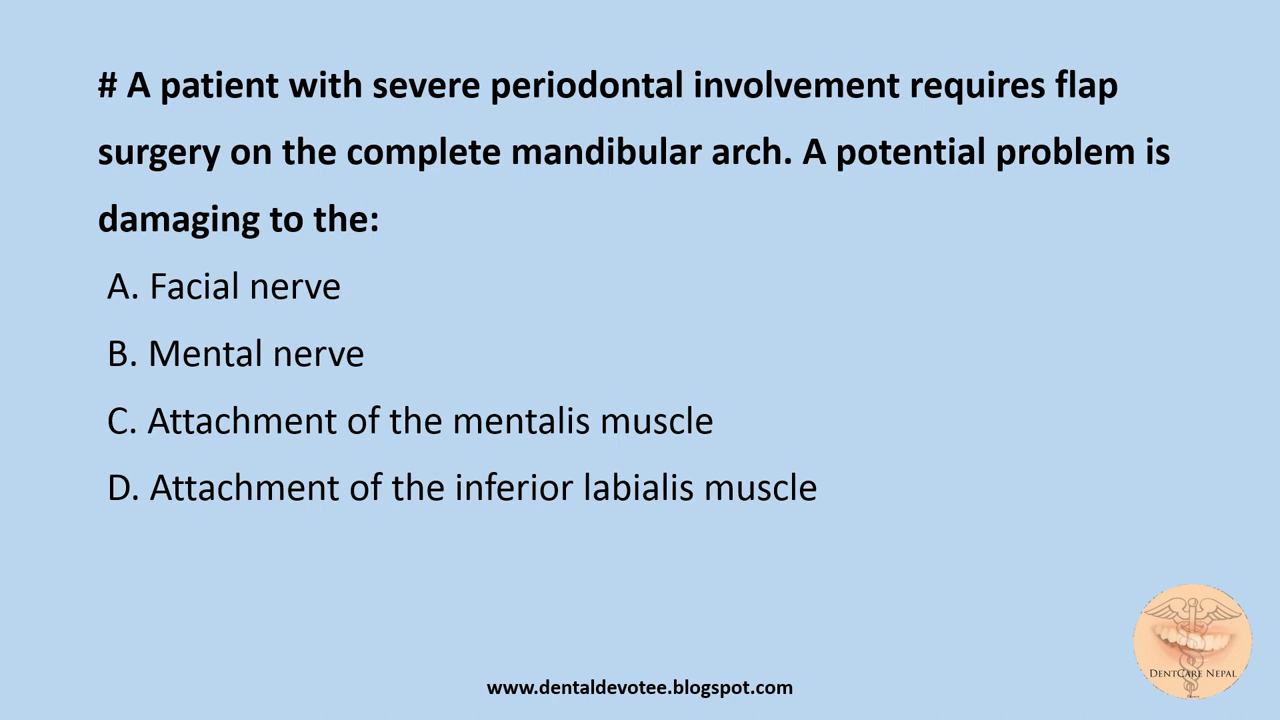 # A patient with severe periodontal involvement requires flap
surgery on the complete mandibular arch. A potential problem is
damaging to the:
A. Facial nerve
B. Mental nerve
C. Attachment of the mentalis muscle
D. Attachment of the inferior labialis muscle
DentCare Nepal
www.dentaldevotee.blogspot.com